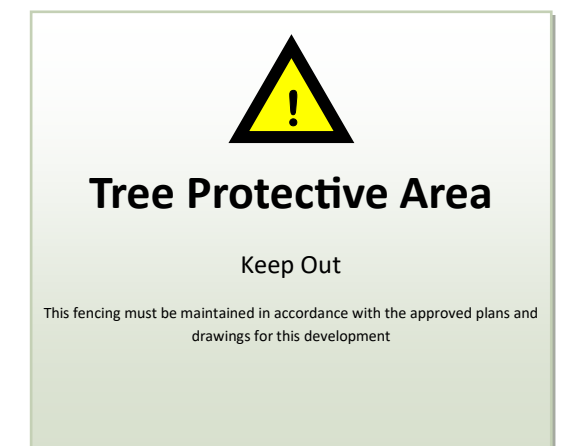 !
Tree Protective Area
Keep Out
This fencing must be maintained in accordance with the approved plans and
drawings for this development